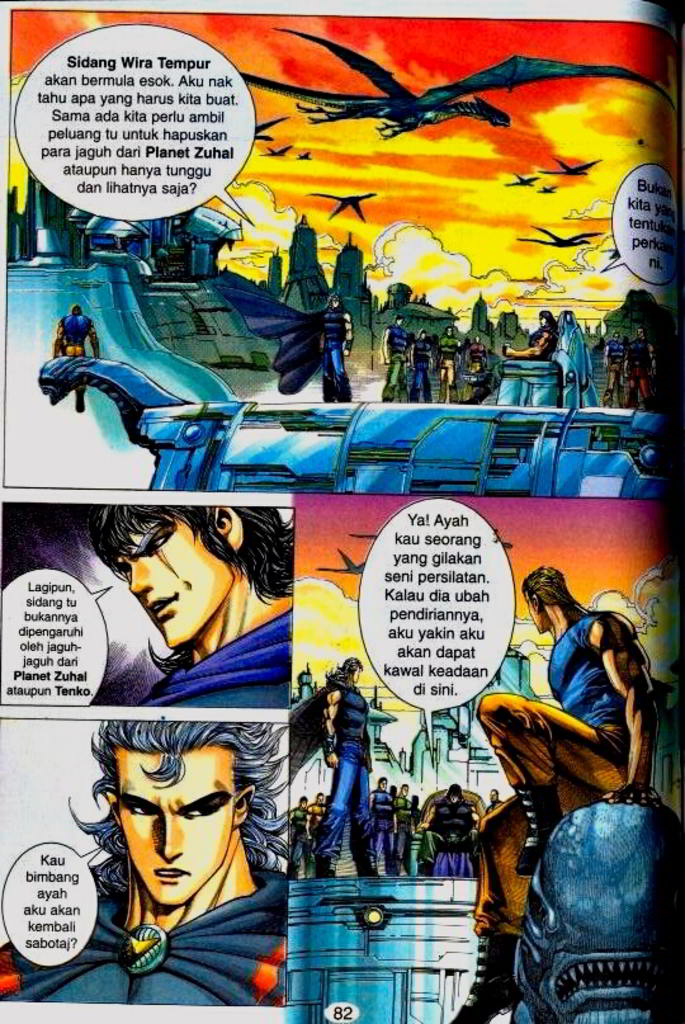 Sidang Wira Tempur
akan bermula esok. Aku nak
tahu apa yang harus kita buat.
Sama ada kita perlu ambil
peluang tu untuk hapuskan
para jaguh dari Planet Zuhal
ataupun hanya tunggu
dan lihatnya saja?
Bukan
kita yang
tentukan
perkara
ni.
Lagipun,
sidang tu
bukannya
dipengaruhi
oleh jaguh-
jaguh dari
Planet Zuhal
ataupun Tenko.
Ya! Ayah
kau seorang
yang gilakan
seni persilatan.
Kalau dia ubah
pendiriannya,
aku yakin aku
akan dapat
kawal keadaan
di sini.
Kau
bimbang
ayah
aku akan
kembali
sabotaj?
82